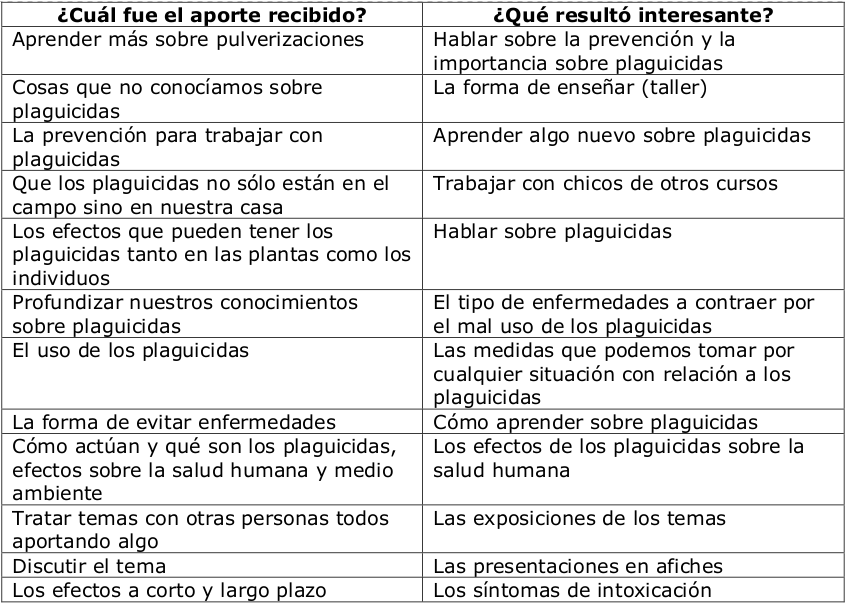 ¿Cuál fue el aporte recibido?
¿Qué resultó interesante?
Aprender más sobre pulverizaciones
Hablar sobre la prevención y la
importancia sobre plaguicidas
Cosas que no conocíamos sobre
plaguicidas
La forma de enseñar (taller)
La prevención para trabajar con
plaguicidas
Aprender algo nuevo sobre plaguicidas
Que los plaguicidas no sólo están en el
campo sino en nuestra casa
Trabajar con chicos de otros cursos
Los efectos que pueden tener los
plaguicidas tanto en las plantas como los
individuos
Hablar sobre plaguicidas
Profundizar nuestros conocimientos
sobre plaguicidas
El tipo de enfermedades a contraer por
el mal uso de los plaguicidas
El uso de los plaguicidas
Las medidas que podemos tomar por
cualquier situación con relación a los
plaguicidas
La forma de evitar enfermedades
Cómo aprender sobre plaguicidas
Cómo actúan y qué son los plaguicidas,
efectos sobre la salud humana y medio
ambiente
Los efectos de los plaguicidas sobre la
salud humana
Tratar temas con otras personas todos
aportando algo
Las exposiciones de los temas
Discutir el tema
Las presentaciones en afiches
Los efectos a corto y largo plazo
Los síntomas de intoxicación